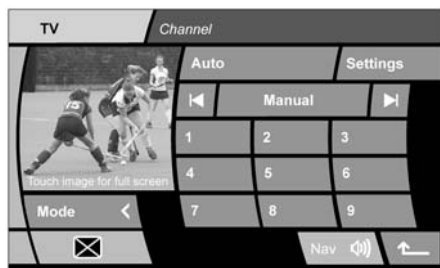 TV
Channel
Auto
Settings
Manual
1 2 3
4 5 6
Touch image for full screen
Mode
7 8 9
Nav